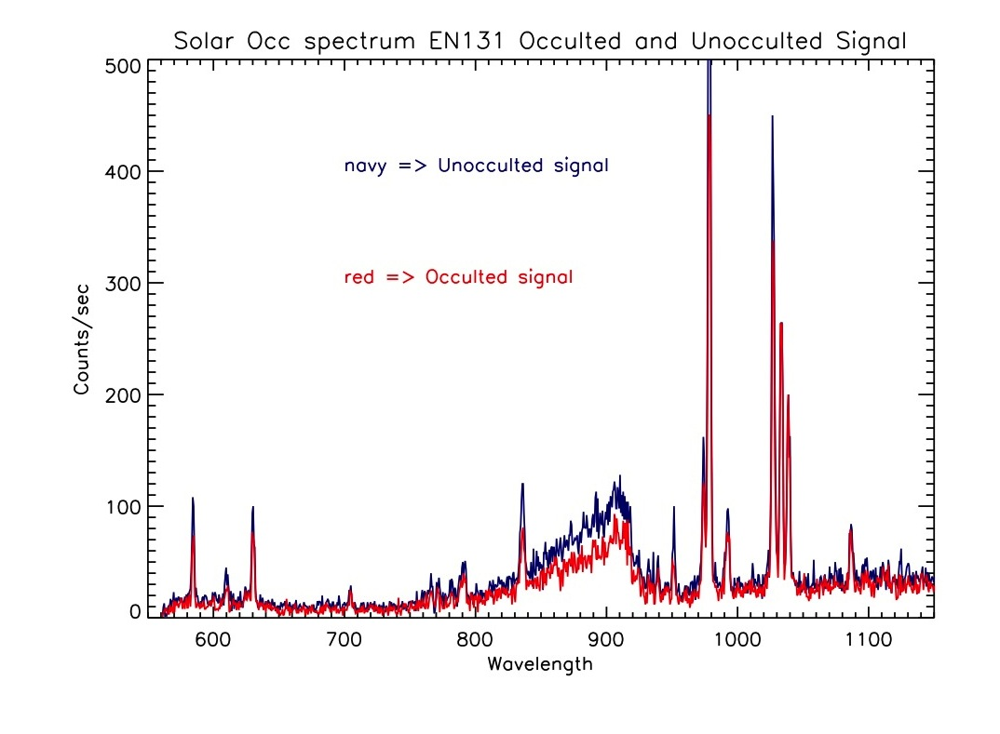 Solar Occ spectrum EN131 Occulted and Unocculted Signal
500
navy => Unocculted signal
400
red => Occulted signal
300
Counts/sec
200
100
0
600 700 800 900 1000 1100
Wavelength